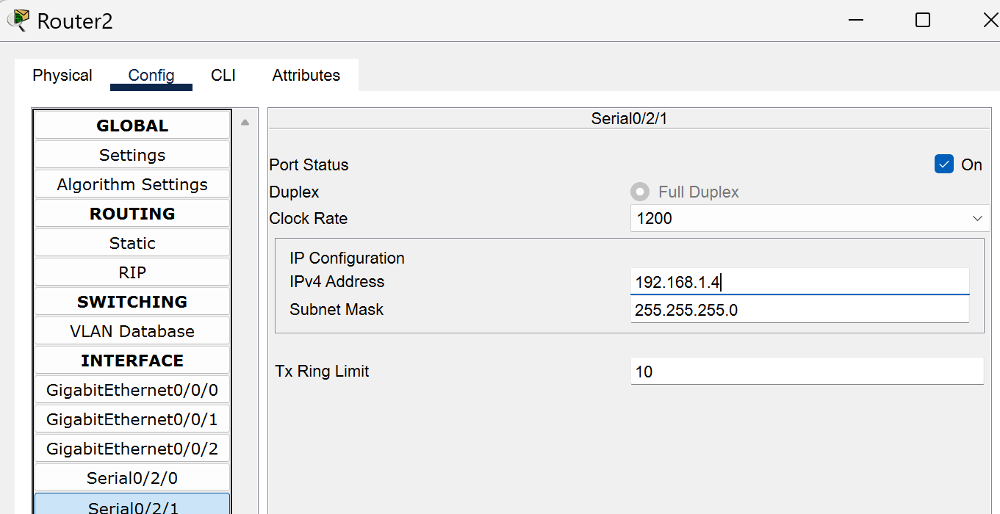 Router2
Physical Config CLI Attributes
GLOBAL
Settings
Algorithm Settings
ROUTING
Static
RIP
SWITCHING
VLAN Database
INTERFACE
GigabitEthernet0/0/0
GigabitEthernet0/0/1
GigabitEthernet0/0/2
Serial0/2/0
Serial0/2/1
Serial0/2/1
Port Status On
Duplex Full Duplex
Clock Rate 1200
IP Configuration
IPv4 Address 192.168.1.4
Subnet Mask 255.255.255.0
Tx Ring Limit 10